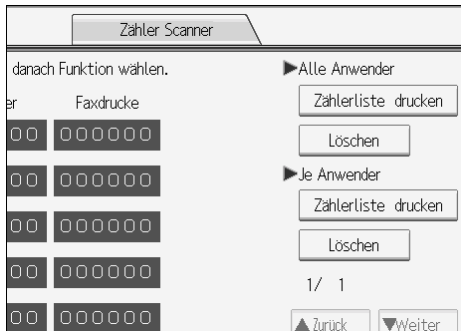 Zähler Scanner
danach Funktion wählen.
er Faxdrucke
00 000000
00 000000
00 000000
00 000000
00 000000
▶Alle Anwender
Zählerliste drucken
Löschen
▶Je Anwender
Zählerliste drucken
Löschen
1/ 1
▲Zurück ▼Weiter